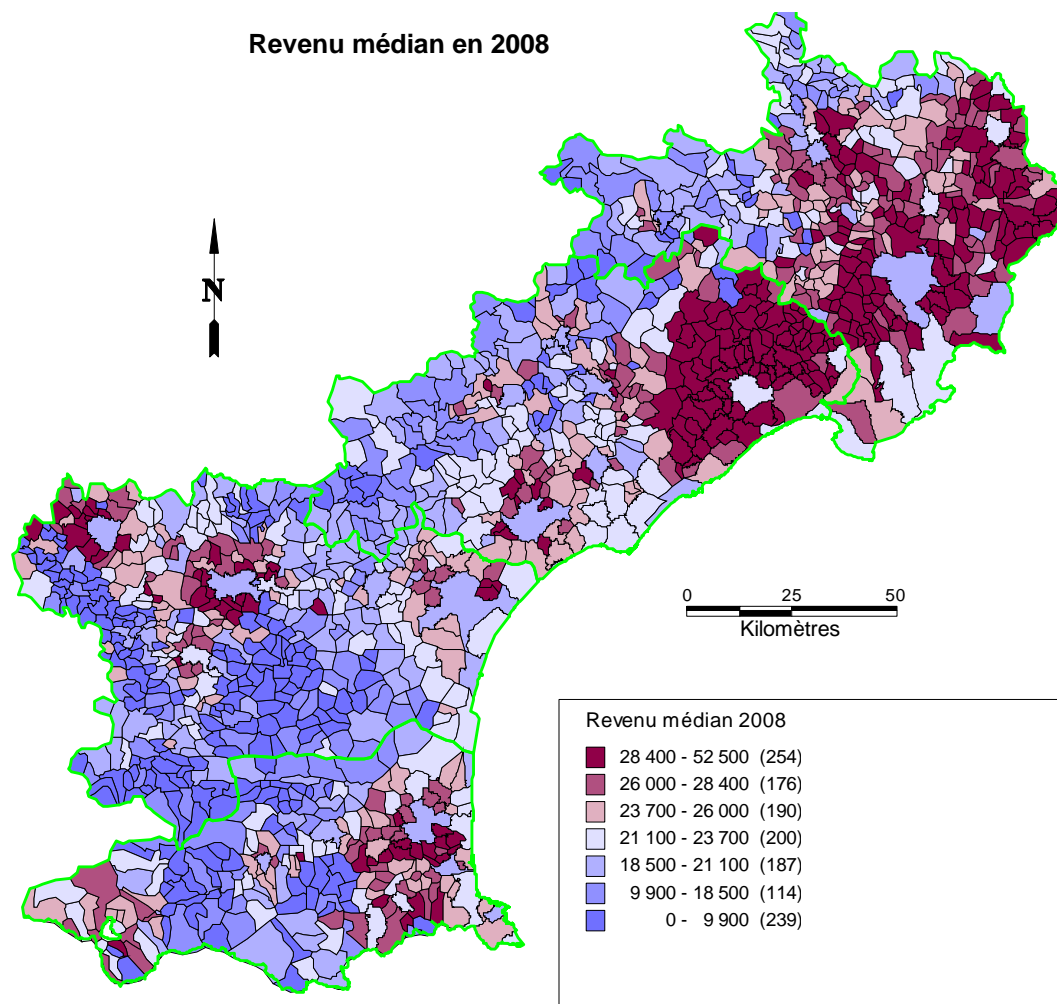 Revenu médian en 2008
N
0 25 50
Kilomètres
Revenu médian 2008
28 400 - 52 500 (254)
26 000 - 28 400 (176)
23 700 - 26 000 (190)
21 100 - 23 700 (200)
18 500 - 21 100 (187)
9 900 - 18 500 (114)
0 - 9 900 (239)